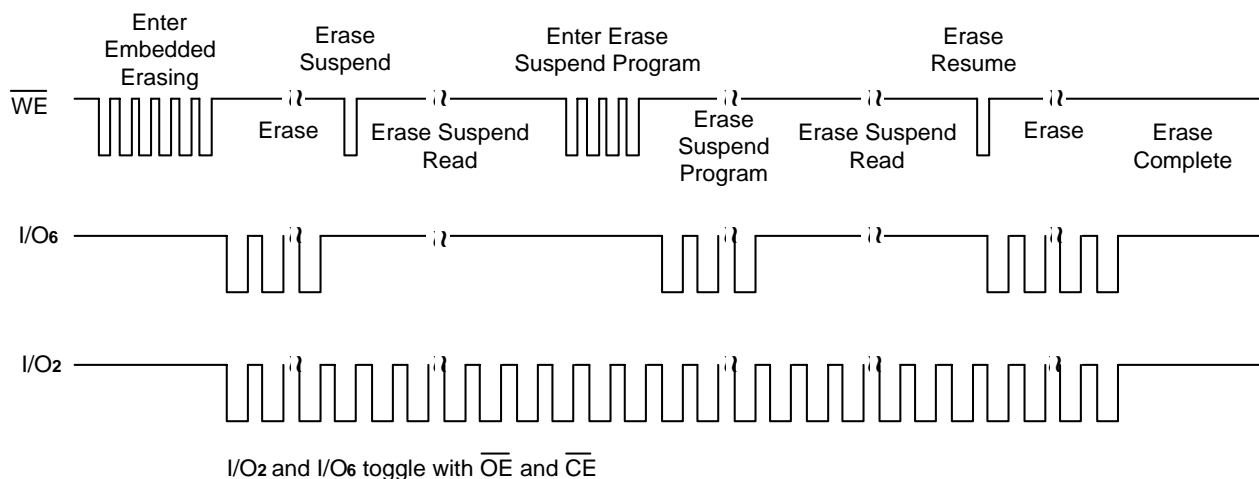 Enter
Embedded
Erasing
Erase
Suspend
Enter Erase
Suspend Program
Erase
Resume
WE
Erase
Erase Suspend
Read
Erase
Suspend
Program
Erase Suspend
Read
Erase
Erase
Complete
I/O6
I/O2
I/O2 and I/O6 toggle with OE and CE